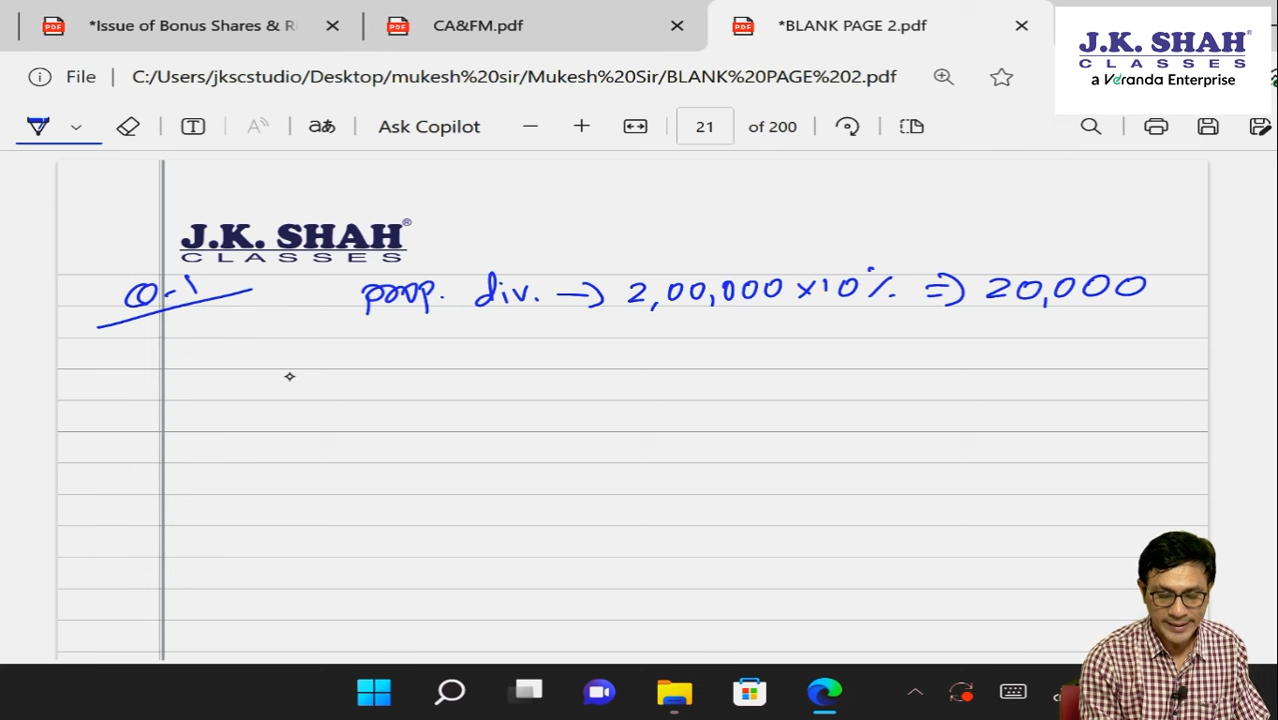 *Issue of Bonus Shares & Ri
CA&FM.pdf
*BLANK PAGE 2.pdf
J.K. SHAH®
CLASSES
a Veranda Enterprise
File
C:/Users/jkscstudio/Desktop/mukesh%20sir/Mukesh%20Sir/BLANK%20PAGE%202.pdf
Ask Copilot
21
of 200
J.K. SHAH®
CLASSES
Q-1 prop. div. → 2,00,000 x 10% ⇒ 20,000